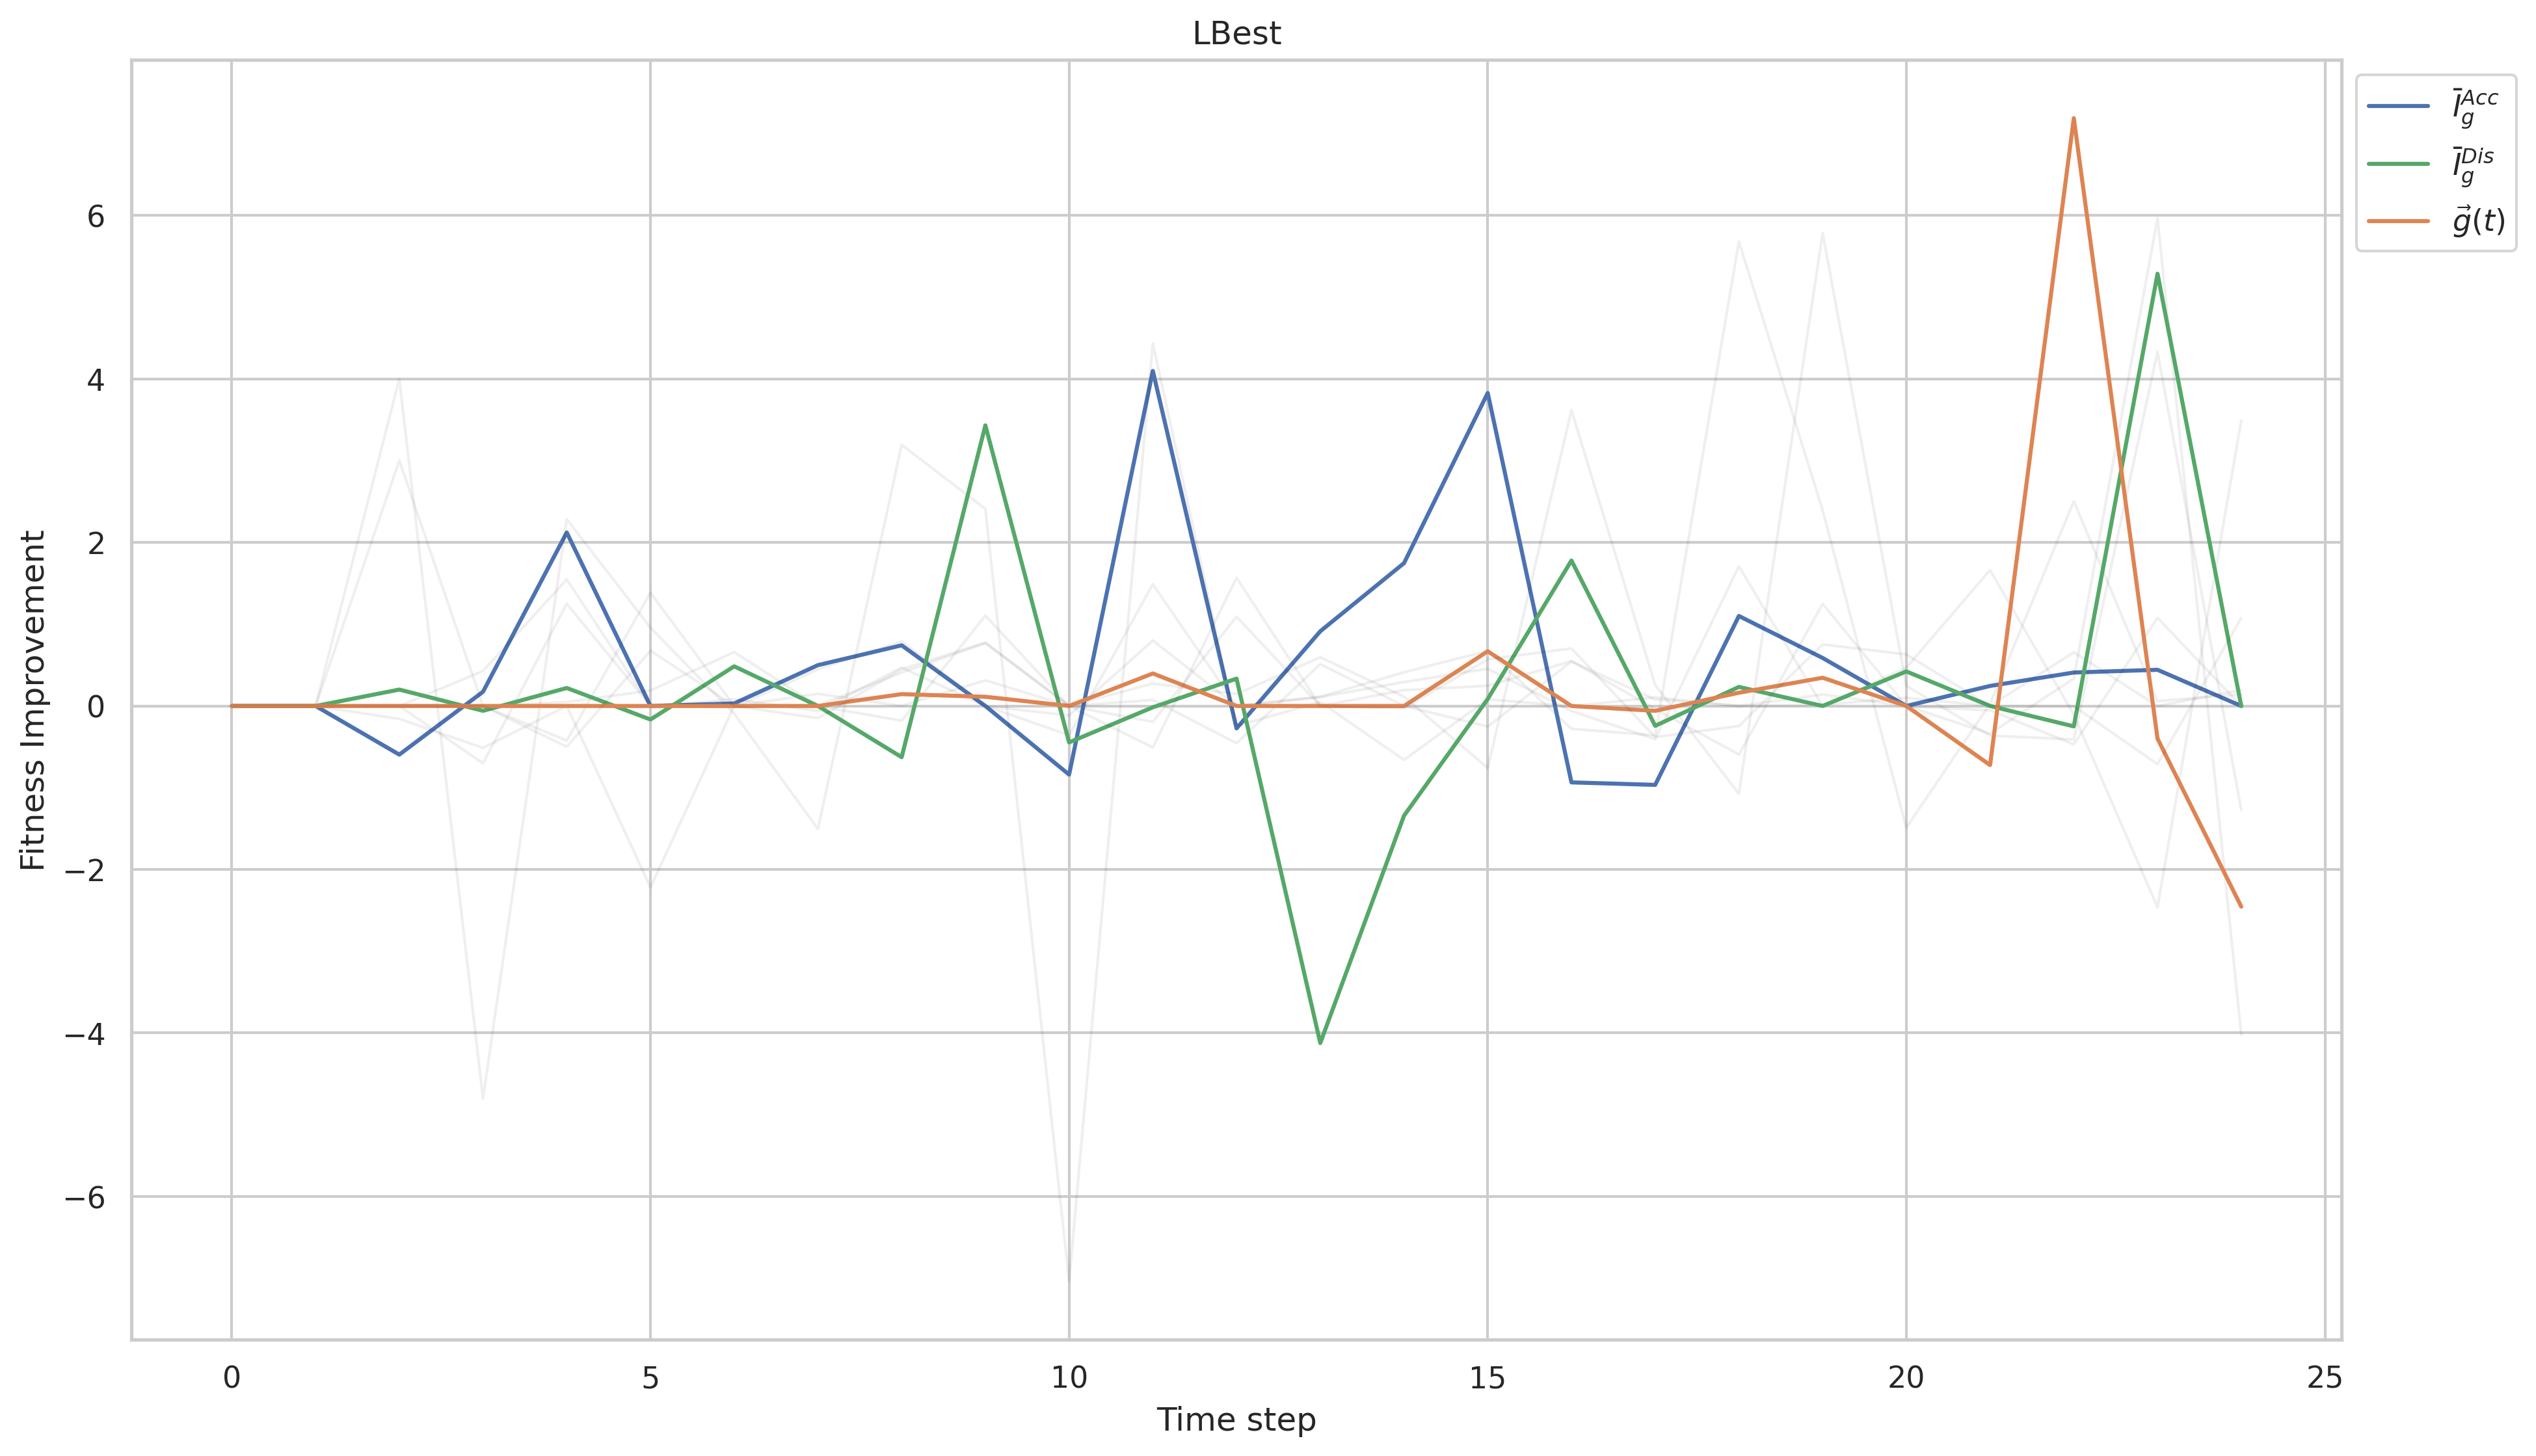 LBest
Ī_g^{Acc}
Ī_g^{Dis}
g⃗(t)
Fitness Improvement
6
4
2
0
−2
−4
−6
0 5 10 15 20 25
Time step